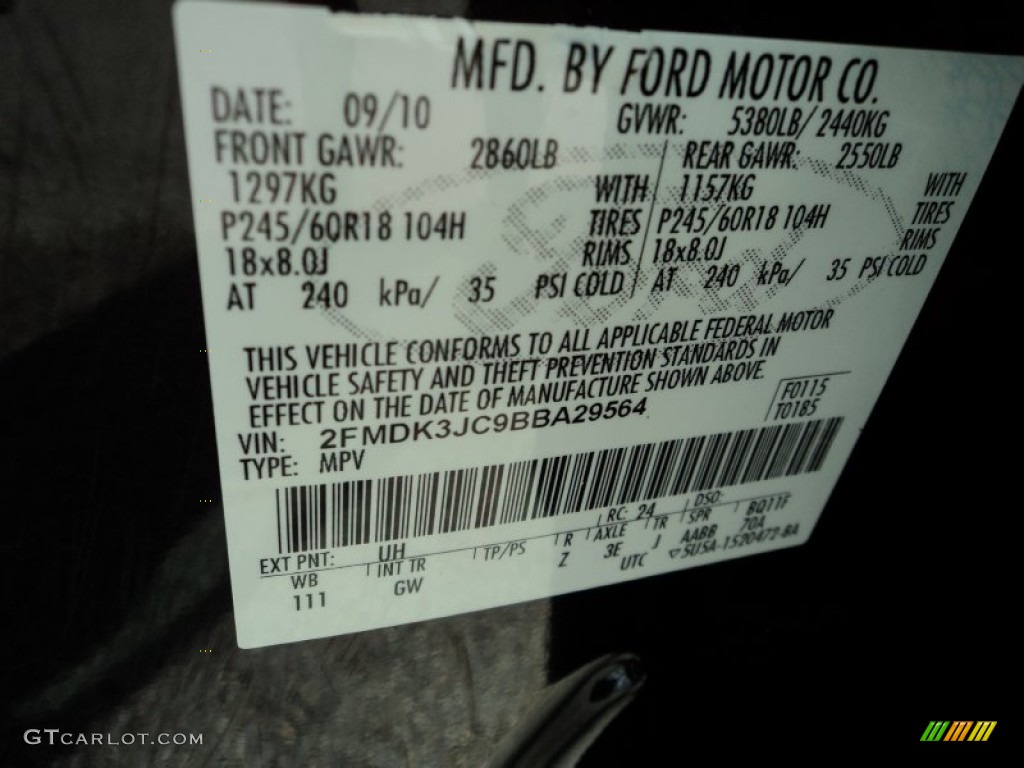 MFD. BY FORD MOTOR CO.
DATE: 09/10 GVWR: 5380LB/ 2440KG
FRONT GAWR: 2860LB REAR GAWR: 2550LB
1297KG WITH 1157KG WITH
P245/60R18 104H TIRES P245/60R18 104H TIRES
18x8.0J RIMS 18x8.0J RIMS
AT 240 kPa/ 35 PSI COLD AT 240 kPa/ 35 PSI COLD
THIS VEHICLE CONFORMS TO ALL APPLICABLE FEDERAL MOTOR
VEHICLE SAFETY AND THEFT PREVENTION STANDARDS IN
EFFECT ON THE DATE OF MANUFACTURE SHOWN ABOVE.
F0115
VIN: 2FMDK3JC9BBA29564
T0185
TYPE: MPV
EXT PNT: UH RC: 24 DSO:
WB INT TR TP/PS R AXLE TR SPR BQ11F
111 GW Z 3E J AABB 70A
UTC 5U5A-1520472-BA
GTCARLOT.COM